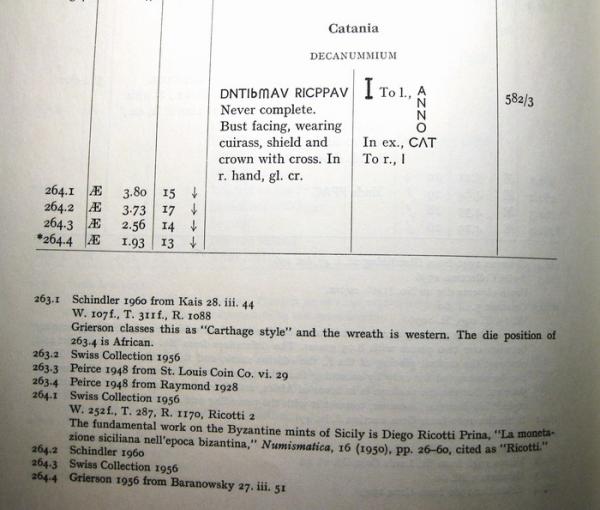 Catania
DECANUMMIUM
DNTIbMAV RICPPAV
Never complete.
Bust facing, wearing
cuirass, shield and
crown with cross. In
r. hand, gl. cr.
I To l., A
N
N
O
In ex., CΛT
To r., I
582/3
264.1 Æ 3.80 15 ↓
264.2 Æ 3.73 17 ↓
264.3 Æ 2.56 14 ↓
*264.4 Æ 1.93 13 ↓
263.1 Schindler 1960 from Kais 28. iii. 44
W. 107f., T. 311f., R. 1088
Grierson classes this as "Carthage style" and the wreath is western. The die position of
263.4 is African.
263.2 Swiss Collection 1956
263.3 Peirce 1948 from St. Louis Coin Co. vi. 29
263.4 Peirce 1948 from Raymond 1928
264.1 Swiss Collection 1956
W. 252f., T. 287, R. 1170, Ricotti 2
The fundamental work on the Byzantine mints of Sicily is Diego Ricotti Prina, "La moneta-
zione siciliana nell'epoca bizantina," Numismatica, 16 (1950), pp. 26–60, cited as "Ricotti."
264.2 Schindler 1960
264.3 Swiss Collection 1956
264.4 Grierson 1956 from Baranowsky 27. iii. 51